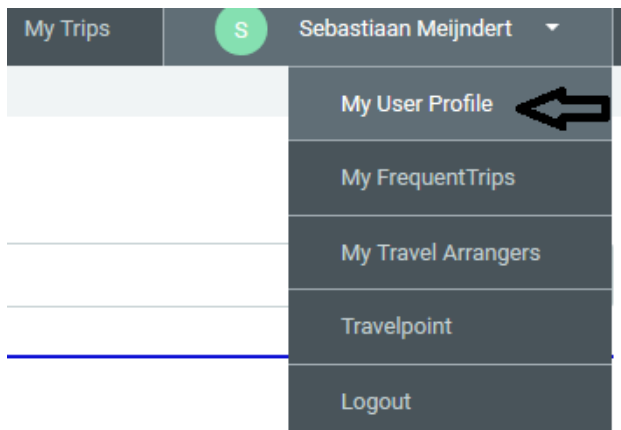 My Trips
S
Sebastiaan Meijndert
My User Profile
My FrequentTrips
My Travel Arrangers
Travelpoint
Logout